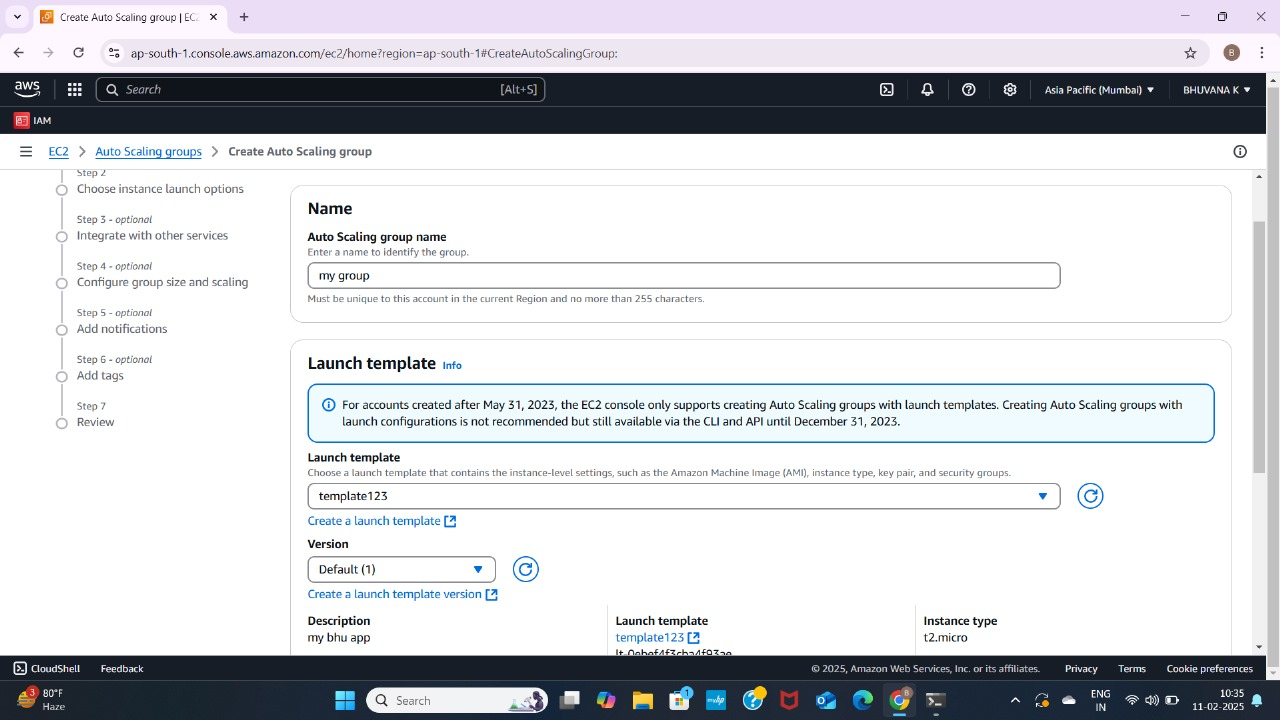 Create Auto Scaling group | EC
ap-south-1.console.aws.amazon.com/ec2/home?region=ap-south-1#CreateAutoScalingGroup:
B
aws
Search
[Alt+S]
Asia Pacific (Mumbai)
BHUVANA K
IAM
EC2
Auto Scaling groups
Create Auto Scaling group
Step 2
Choose instance launch options
Step 3 - optional
Integrate with other services
Step 4 - optional
Configure group size and scaling
Step 5 - optional
Add notifications
Step 6 - optional
Add tags
Step 7
Review
Name
Auto Scaling group name
Enter a name to identify the group.
my group
Must be unique to this account in the current Region and no more than 255 characters.
Launch template Info
For accounts created after May 31, 2023, the EC2 console only supports creating Auto Scaling groups with launch templates. Creating Auto Scaling groups with
launch configurations is not recommended but still available via the CLI and API until December 31, 2023.
Launch template
Choose a launch template that contains the instance-level settings, such as the Amazon Machine Image (AMI), instance type, key pair, and security groups.
template123
Create a launch template
Version
Default (1)
Create a launch template version
Description
my bhu app
Launch template
template123
lt-0ebef4f3cba4f93ae
Instance type
t2.micro
CloudShell
Feedback
© 2025, Amazon Web Services, Inc. or its affiliates.
Privacy
Terms
Cookie preferences
3
80°F
Haze
Search
1
myhp
B
ENG
IN
10:35
11-02-2025